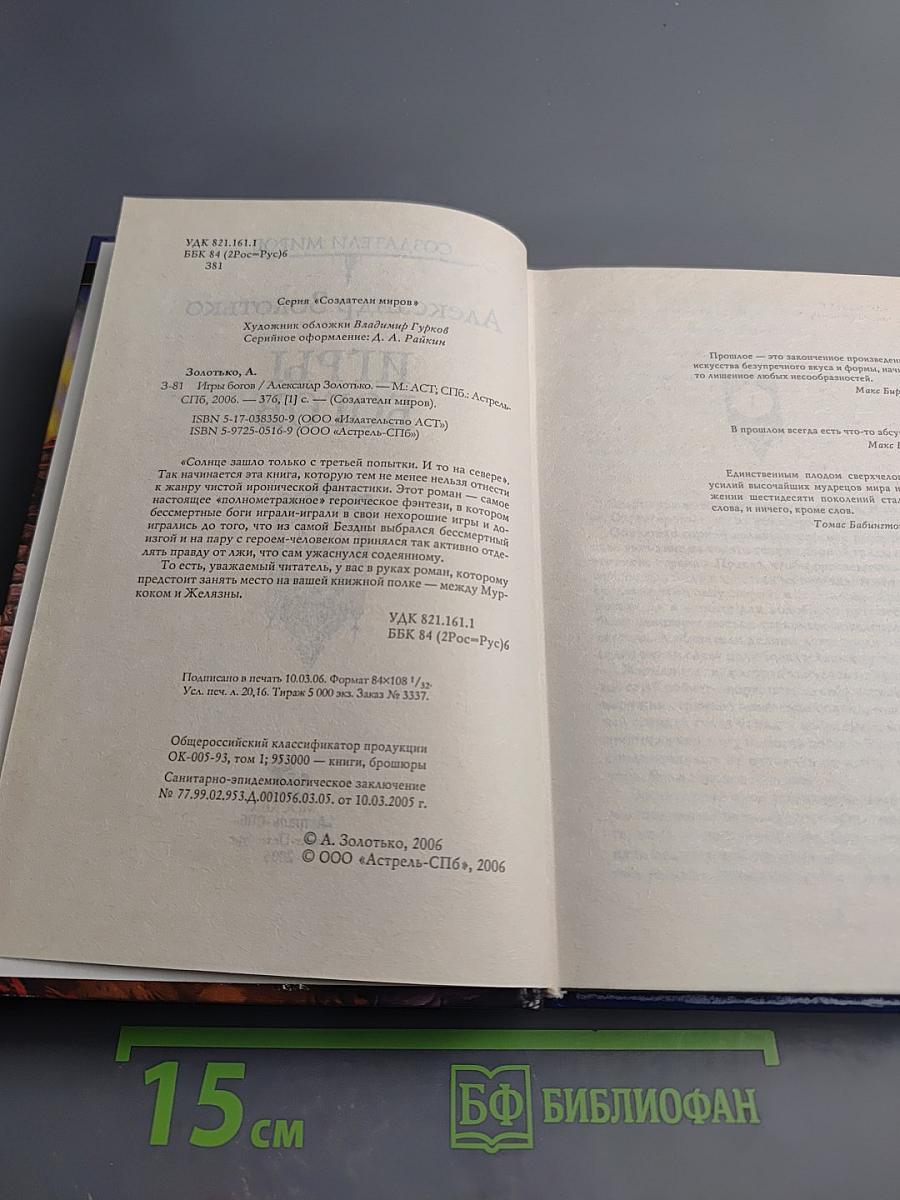 УДК 821.161.1
ББК 84 (2Рос=Рус)6
З81
Серия «Создатели миров»
Художник обложки Владимир Гурков
Серийное оформление: Д. А. Райкин
Золотько, А.
З-81 Игры богов / Александр Золотько. — М.: АСТ; СПб.: Астрель-
СПб, 2006. — 376, [1] с. — (Создатели миров).
ISBN 5-17-038350-9 (ООО «Издательство АСТ»)
ISBN 5-9725-0516-9 (ООО «Астрель-СПб»)
«Солнце зашло только с третьей попытки. И то на севере».
Так начинается эта книга, которую тем не менее нельзя отнести
к жанру чистой иронической фантастики. Этот роман — самое
настоящее «полнометражное» героическое фэнтези, в котором
бессмертные боги играли-играли в свои нехорошие игры и до-
игрались до того, что из самой Бездны выбрался бессмертный
изгой и на пару с героем-человеком принялся так активно отде-
лять правду от лжи, что сам ужаснулся содеянному.
То есть, уважаемый читатель, у вас в руках роман, которому
предстоит занять место на вашей книжной полке — между Мур-
коком и Желязны.
УДК 821.161.1
ББК 84 (2Рос=Рус)6
Подписано в печать 10.03.06. Формат 84×108 1/32.
Усл. печ. л. 20,16. Тираж 5 000 экз. Заказ № 3337.
Общероссийский классификатор продукции
ОК-005-93, том 1; 953000 — книги, брошюры
Санитарно-эпидемиологическое заключение
№ 77.99.02.953.Д.001056.03.05. от 10.03.2005 г.
© А. Золотько, 2006
© ООО «Астрель-СПб», 2006
Прошлое — это законченное
искусства безупречного вкуса и формы,
то лишенное любых несообразностей.
Макс
В прошлом всегда есть что-то
Макс
Единственным плодом
усилий высочайших мудрецов мира
жении шестидесяти поколений
слова, и ничего, кроме слов.
Томас
15 см
БФ БИБЛИОФАН